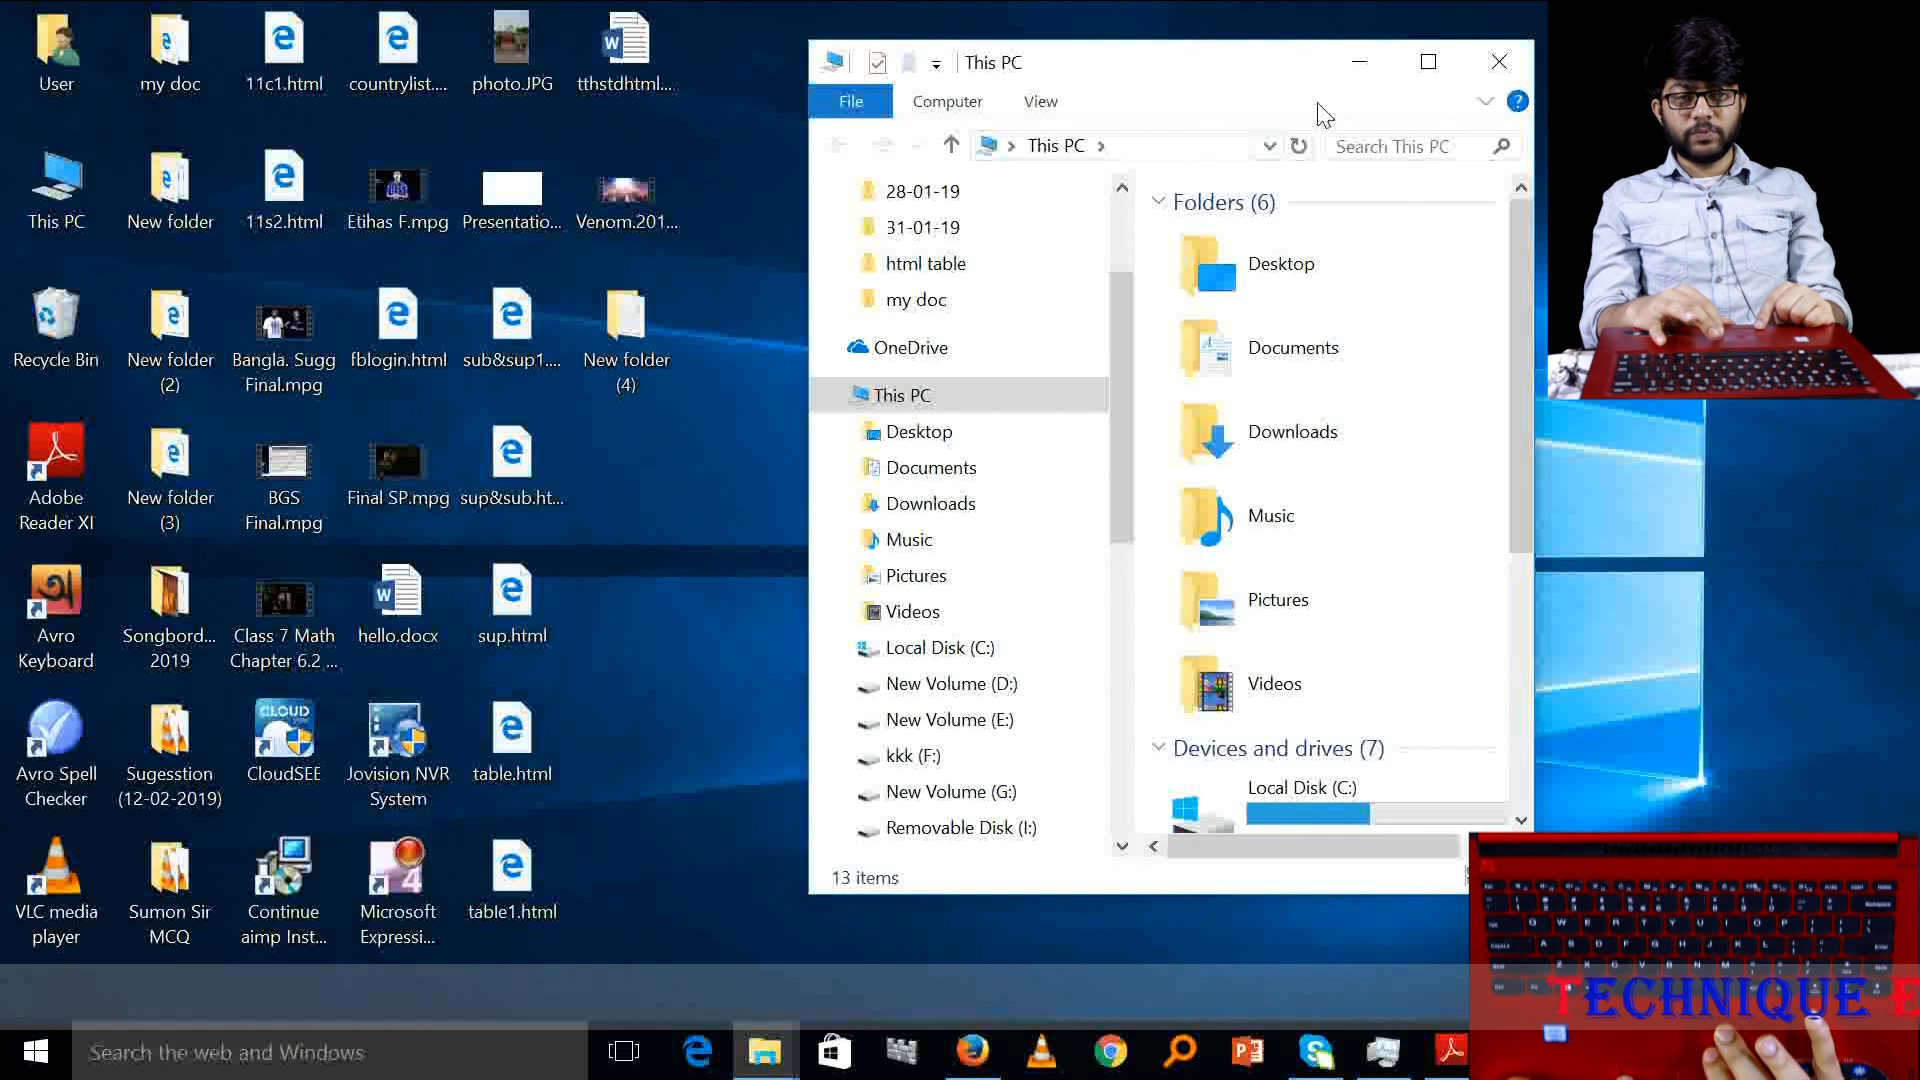 User
my doc
11c1.html
countrylist....
photo.JPG
tthstdhtml....
This PC
New folder
11s2.html
Etihas F.mpg
Presentatio...
Venom.201...
Recycle Bin
New folder
(2)
Bangla. Sugg
Final.mpg
fblogin.html
sub&sup1....
New folder
(4)
Adobe
Reader XI
New folder
(3)
BGS
Final.mpg
Final SP.mpg
sup&sub.ht...
Avro
Keyboard
Songbord...
2019
Class 7 Math
Chapter 6.2 ...
hello.docx
sup.html
Avro Spell
Checker
Sugesstion
(12-02-2019)
CLOUD
CloudSEE
Jovision NVR
System
table.html
VLC media
player
Sumon Sir
MCQ
Continue
aimp Inst...
Microsoft
Expressi...
table1.html
This PC
File
Computer
View
This PC
Search This PC
28-01-19
31-01-19
html table
my doc
OneDrive
This PC
Desktop
Documents
Downloads
Music
Pictures
Videos
Local Disk (C:)
New Volume (D:)
New Volume (E:)
kkk (F:)
New Volume (G:)
Removable Disk (I:)
Folders (6)
Desktop
Documents
Downloads
Music
Pictures
Videos
Devices and drives (7)
Local Disk (C:)
13 items
TECHNIQUE E
Search the web and Windows